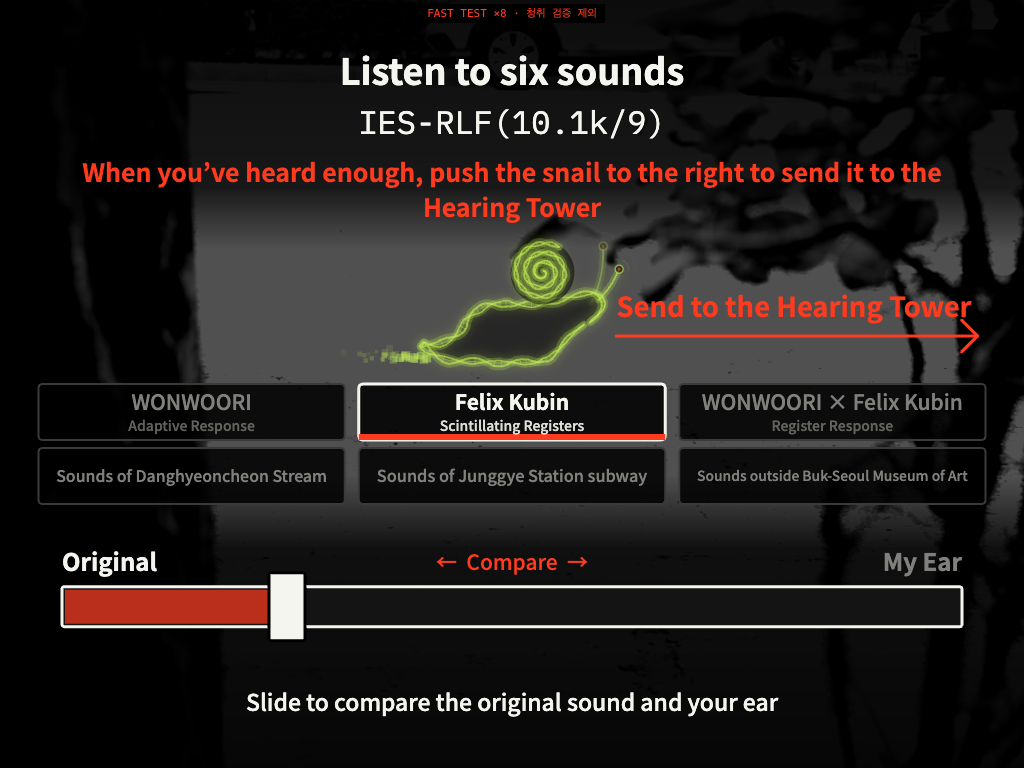 FAST TEST ×8 · 청취 검증 제외
Listen to six sounds
IES-RLF(10.1k/9)
When you’ve heard enough, push the snail to the right to send it to the
Hearing Tower
Send to the Hearing Tower
WONWOORI
Adaptive Response
Felix Kubin
Scintillating Registers
WONWOORI × Felix Kubin
Register Response
Sounds of Danghyeoncheon Stream
Sounds of Junggye Station subway
Sounds outside Buk-Seoul Museum of Art
Original
← Compare →
My Ear
Slide to compare the original sound and your ear